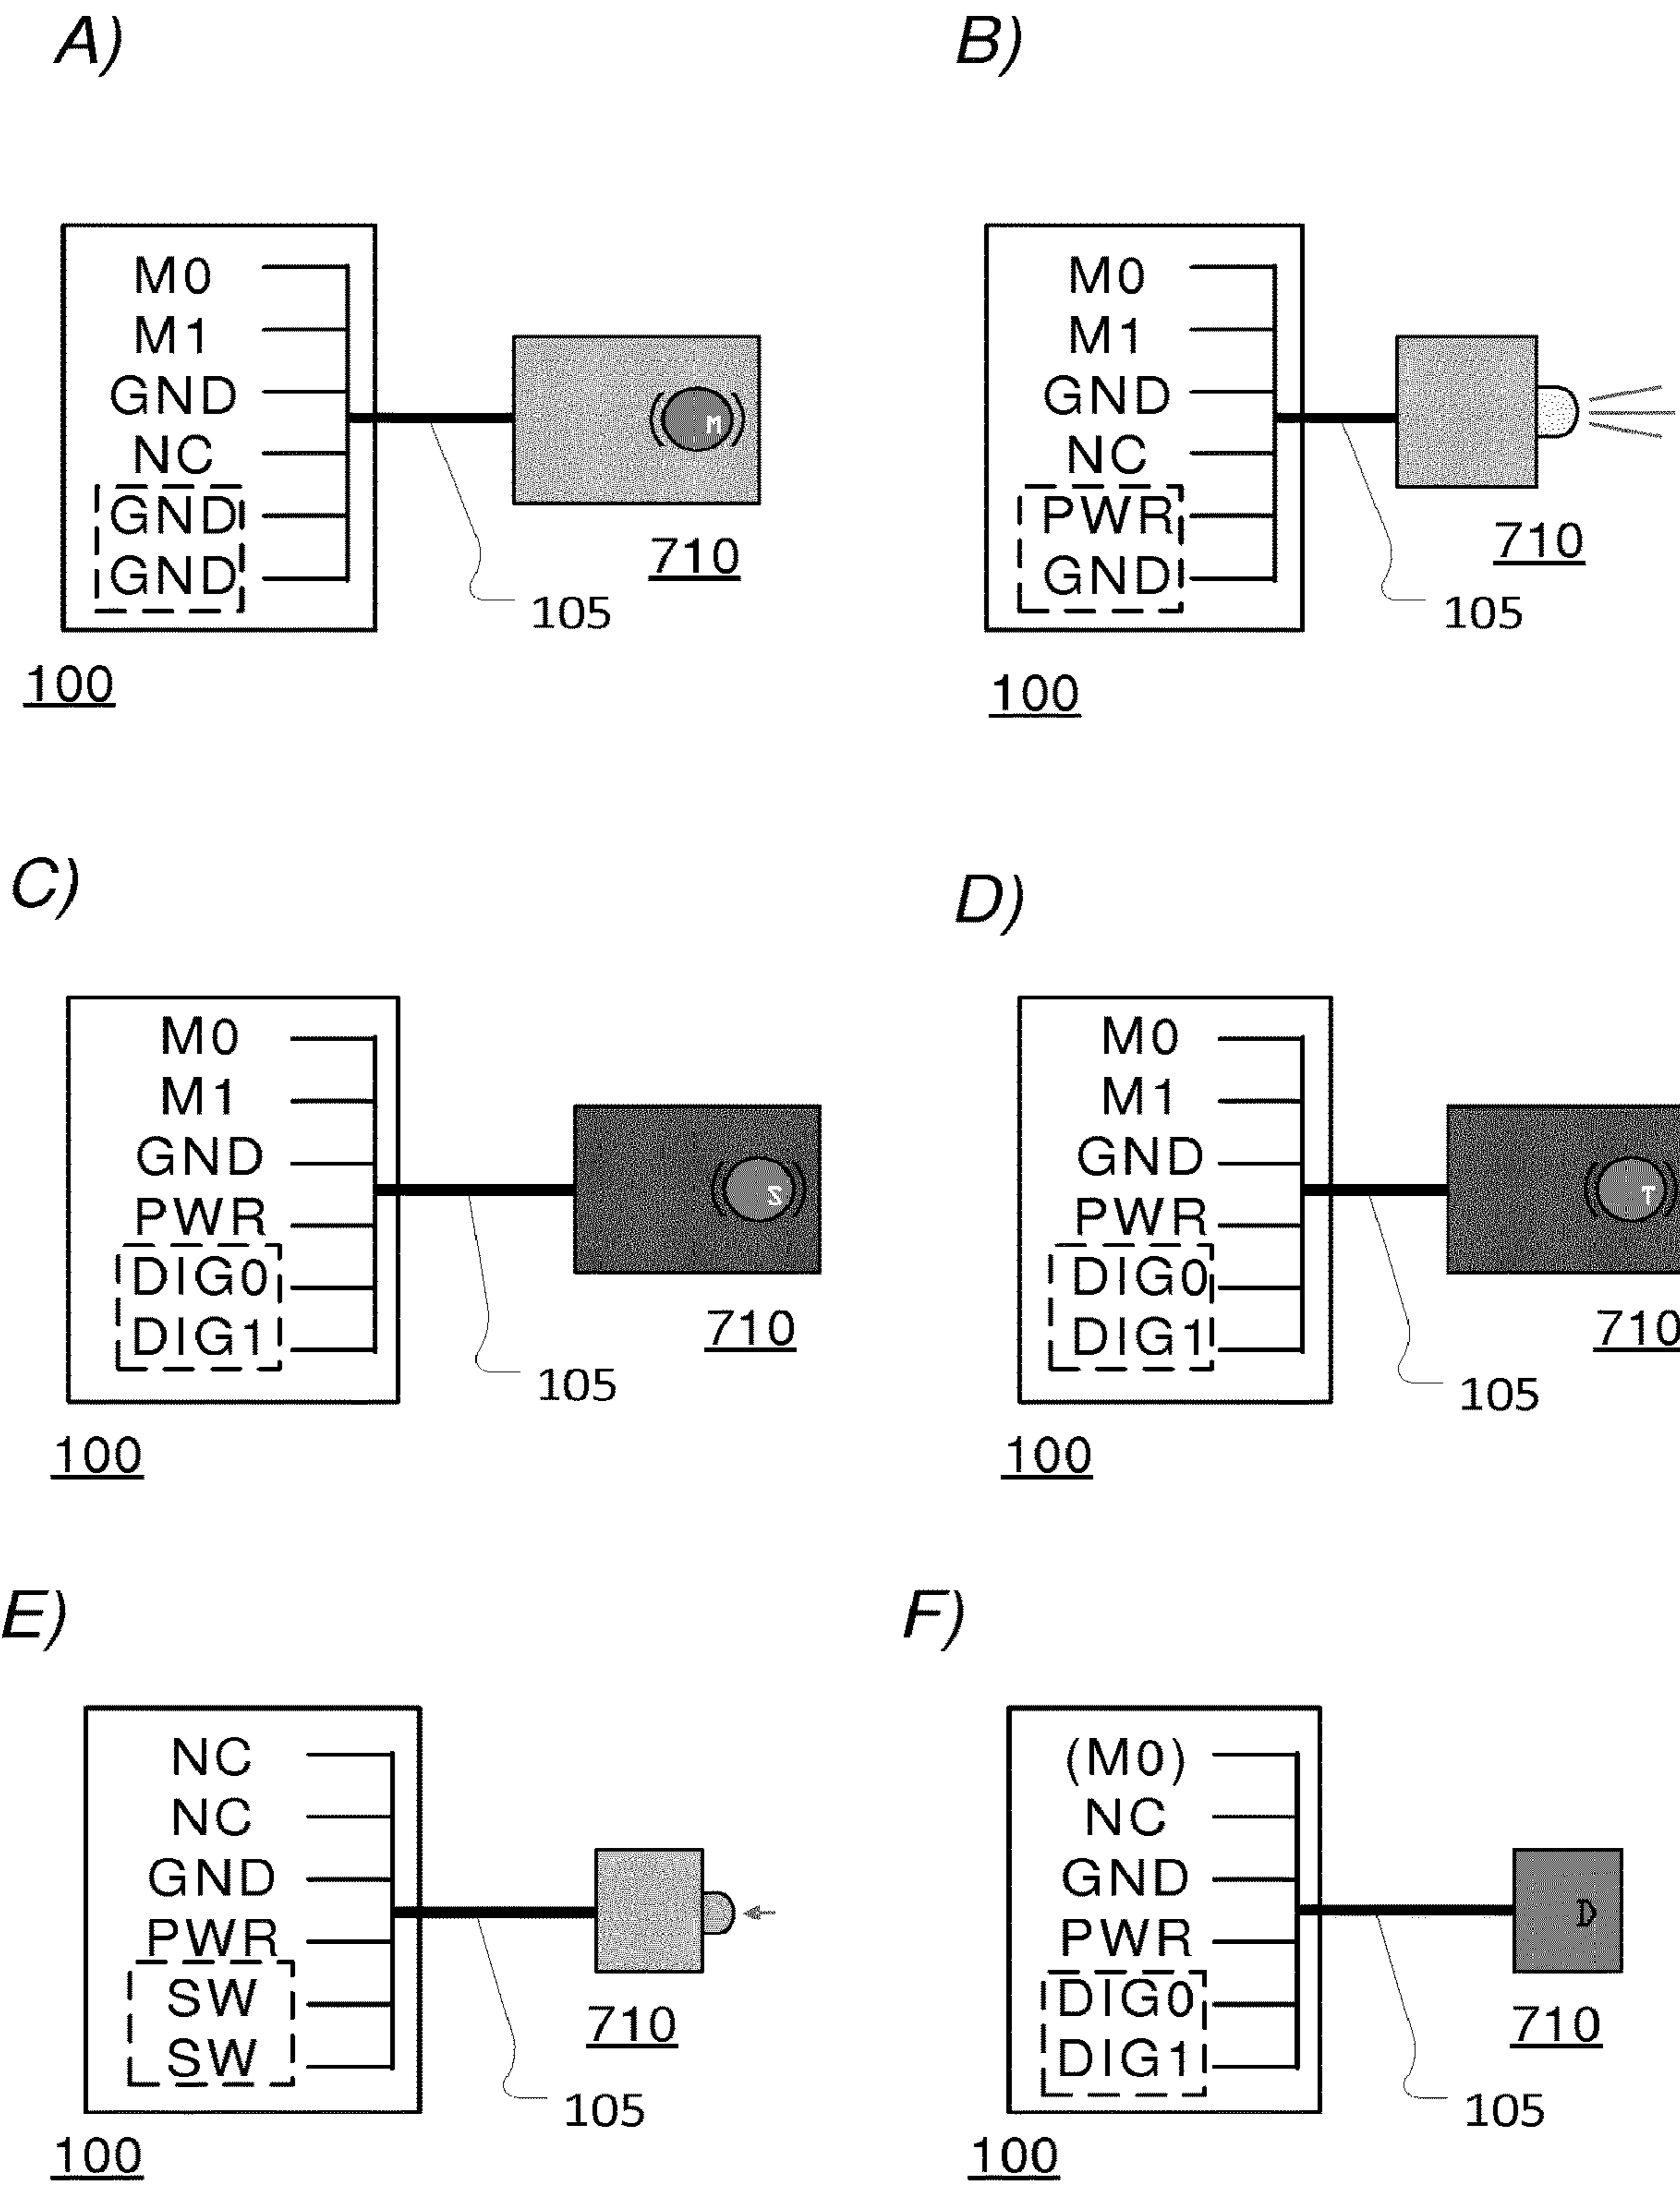 A)
M0
M1
GND
NC
GND
GND
M
710
105
100
B)
M0
M1
GND
NC
PWR
GND
710
105
100
C)
M0
M1
GND
PWR
DIG0
DIG1
S
710
105
100
D)
M0
M1
GND
PWR
DIG0
DIG1
T
710
105
100
E)
NC
NC
GND
PWR
SW
SW
710
105
100
F)
(M0)
NC
GND
PWR
DIG0
DIG1
D
710
105
100